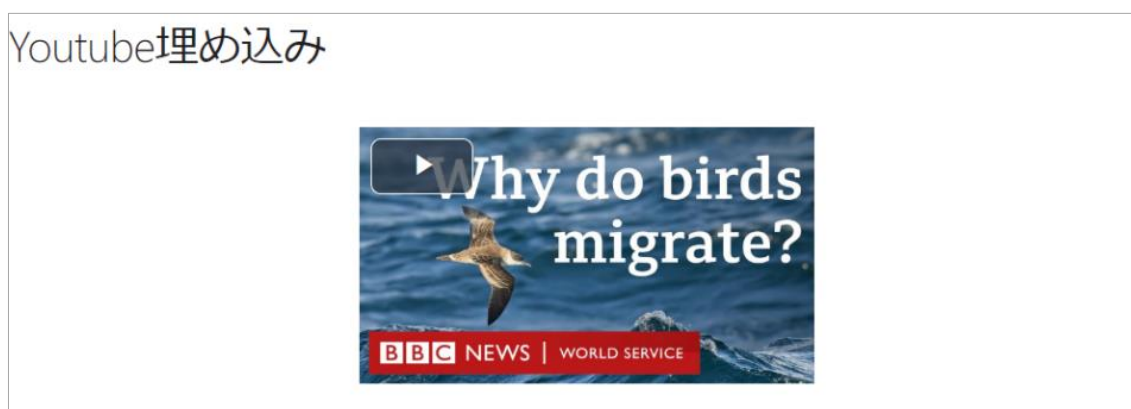 Youtube埋め込み
Why do birds
migrate?
BBC NEWS | WORLD SERVICE